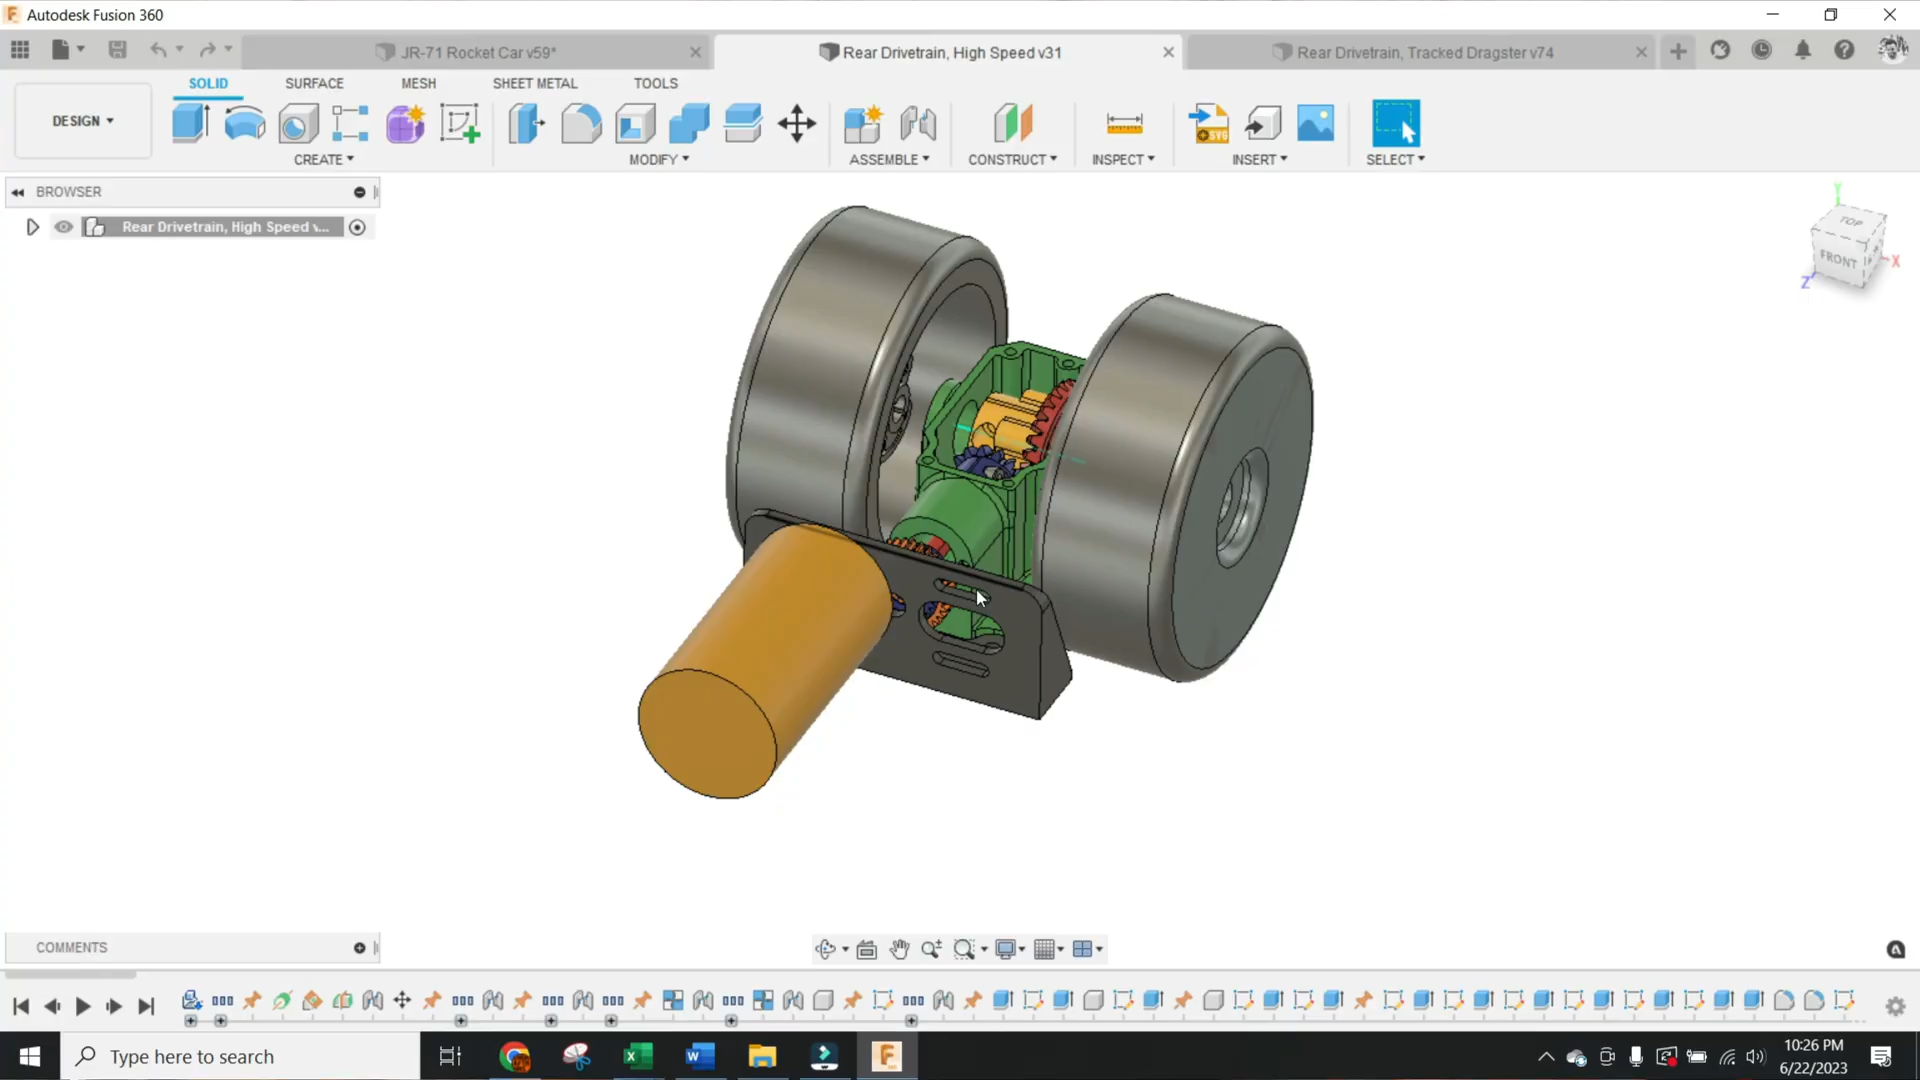 Autodesk Fusion 360
JR-71 Rocket Car v59*
Rear Drivetrain, High Speed v31
Rear Drivetrain, Tracked Dragster v74
SOLID
SURFACE
MESH
SHEET METAL
TOOLS
DESIGN
CREATE
MODIFY
ASSEMBLE
CONSTRUCT
INSPECT
SVG
INSERT
SELECT
BROWSER
Rear Drivetrain, High Speed v...
Y
TOP
FRONT
X
Z
COMMENTS
Type here to search
10:26 PM
6/22/2023